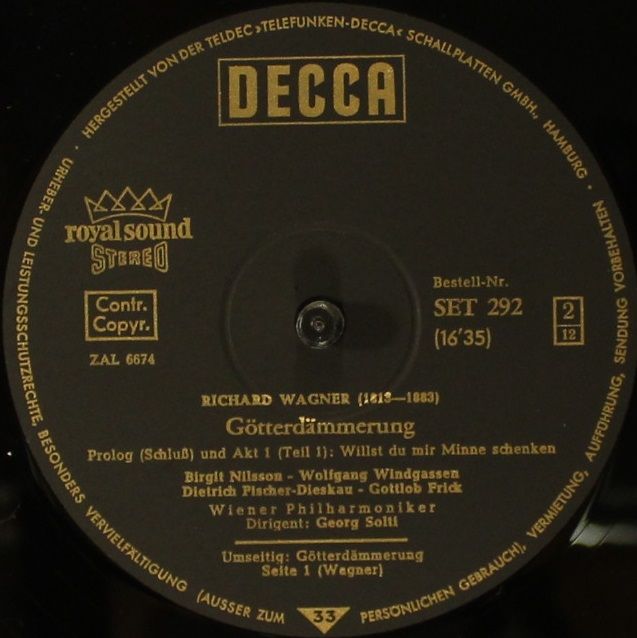 HERGESTELLT VON DER TELDEC »TELEFUNKEN-DECCA« SCHALLPLATTEN GMBH., HAMBURG ·
URHEBER- UND LEISTUNGSSCHUTZRECHTE, BESONDERS VERVIELFÄLTIGUNG (AUSSER ZUM PERSÖNLICHEN GEBRAUCH), VERMIETUNG, AUFFÜHRUNG, SENDUNG VORBEHALTEN ·
DECCA
royal sound
STEREO
Contr.
Copyr.
ZAL 6674
Bestell-Nr.
SET 292
(16'35)
2
12
RICHARD WAGNER (1813—1883)
Götterdämmerung
Prolog (Schluß) und Akt 1 (Teil 1): Willst du mir Minne schenken
Birgit Nilsson - Wolfgang Windgassen
Dietrich Fischer-Dieskau - Gottlob Frick
Wiener Philharmoniker
Dirigent: Georg Solti
Umseitig: Götterdämmerung
Seite 1 (Wagner)
33